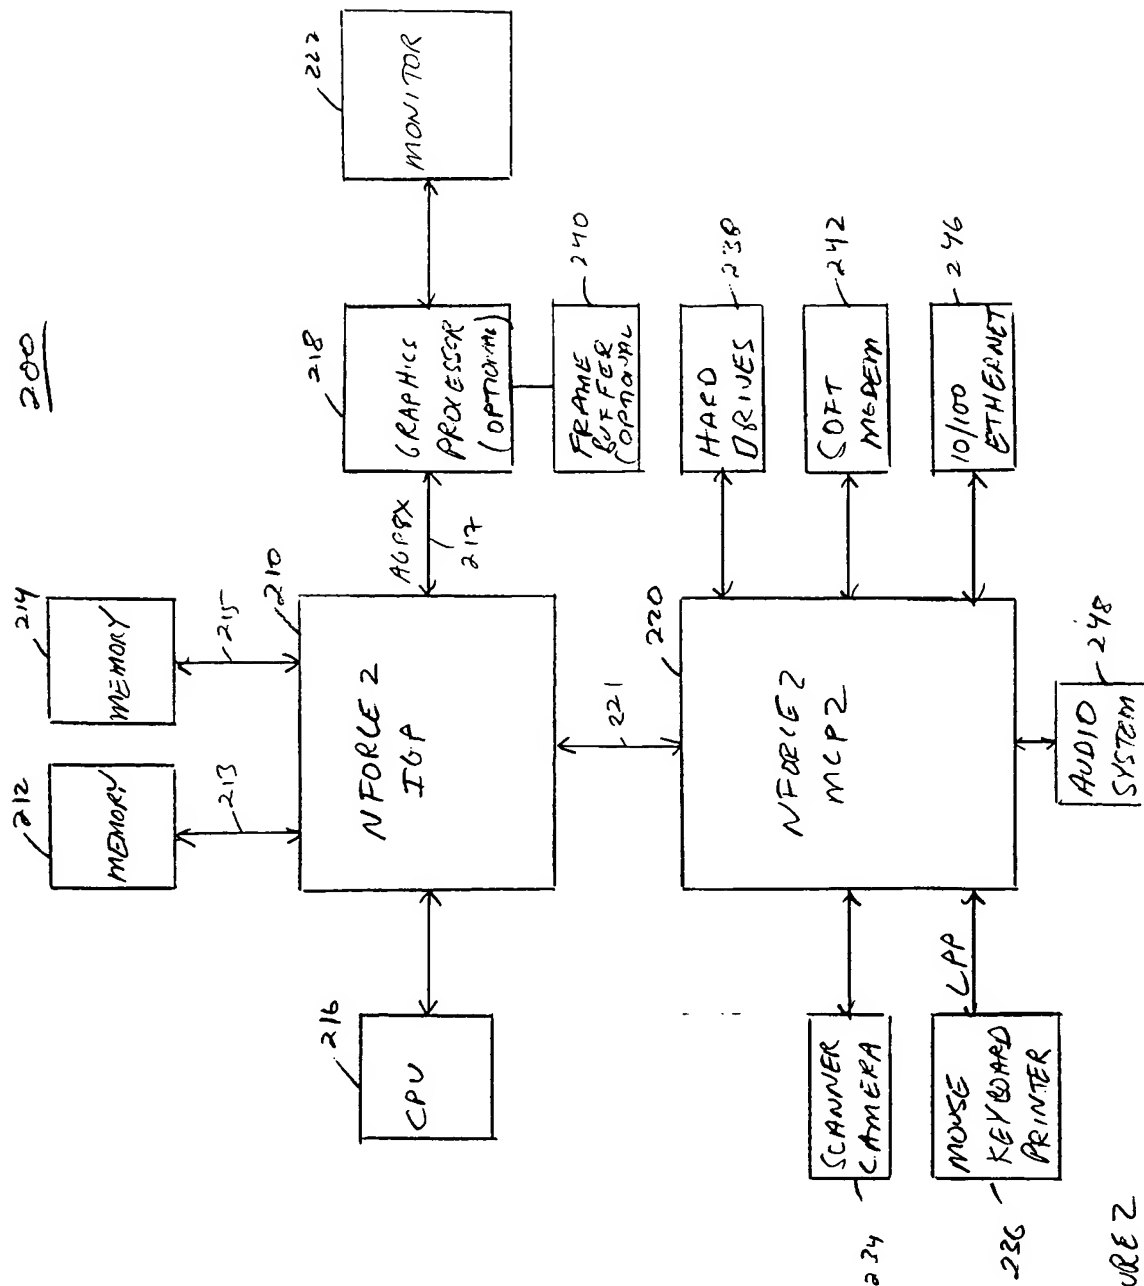 200
212
MEMORY
213
214
MEMORY
215
216
CPU
NFORCE 2
IGP
210
AGP8X
217
218
GRAPHICS
PROCESSOR
(OPTIONAL)
222
MONITOR
FRAME
BUFFER
(OPTIONAL
240
221
234
SCANNER
CAMERA
236
MOUSE
KEYBOARD
PRINTER
LPP
NFORCE2
MCP2
220
HARD
DRIVES
238
SOFT
MODEM
242
10/100
ETHERNET
246
AUDIO
SYSTEM
248
URE 2